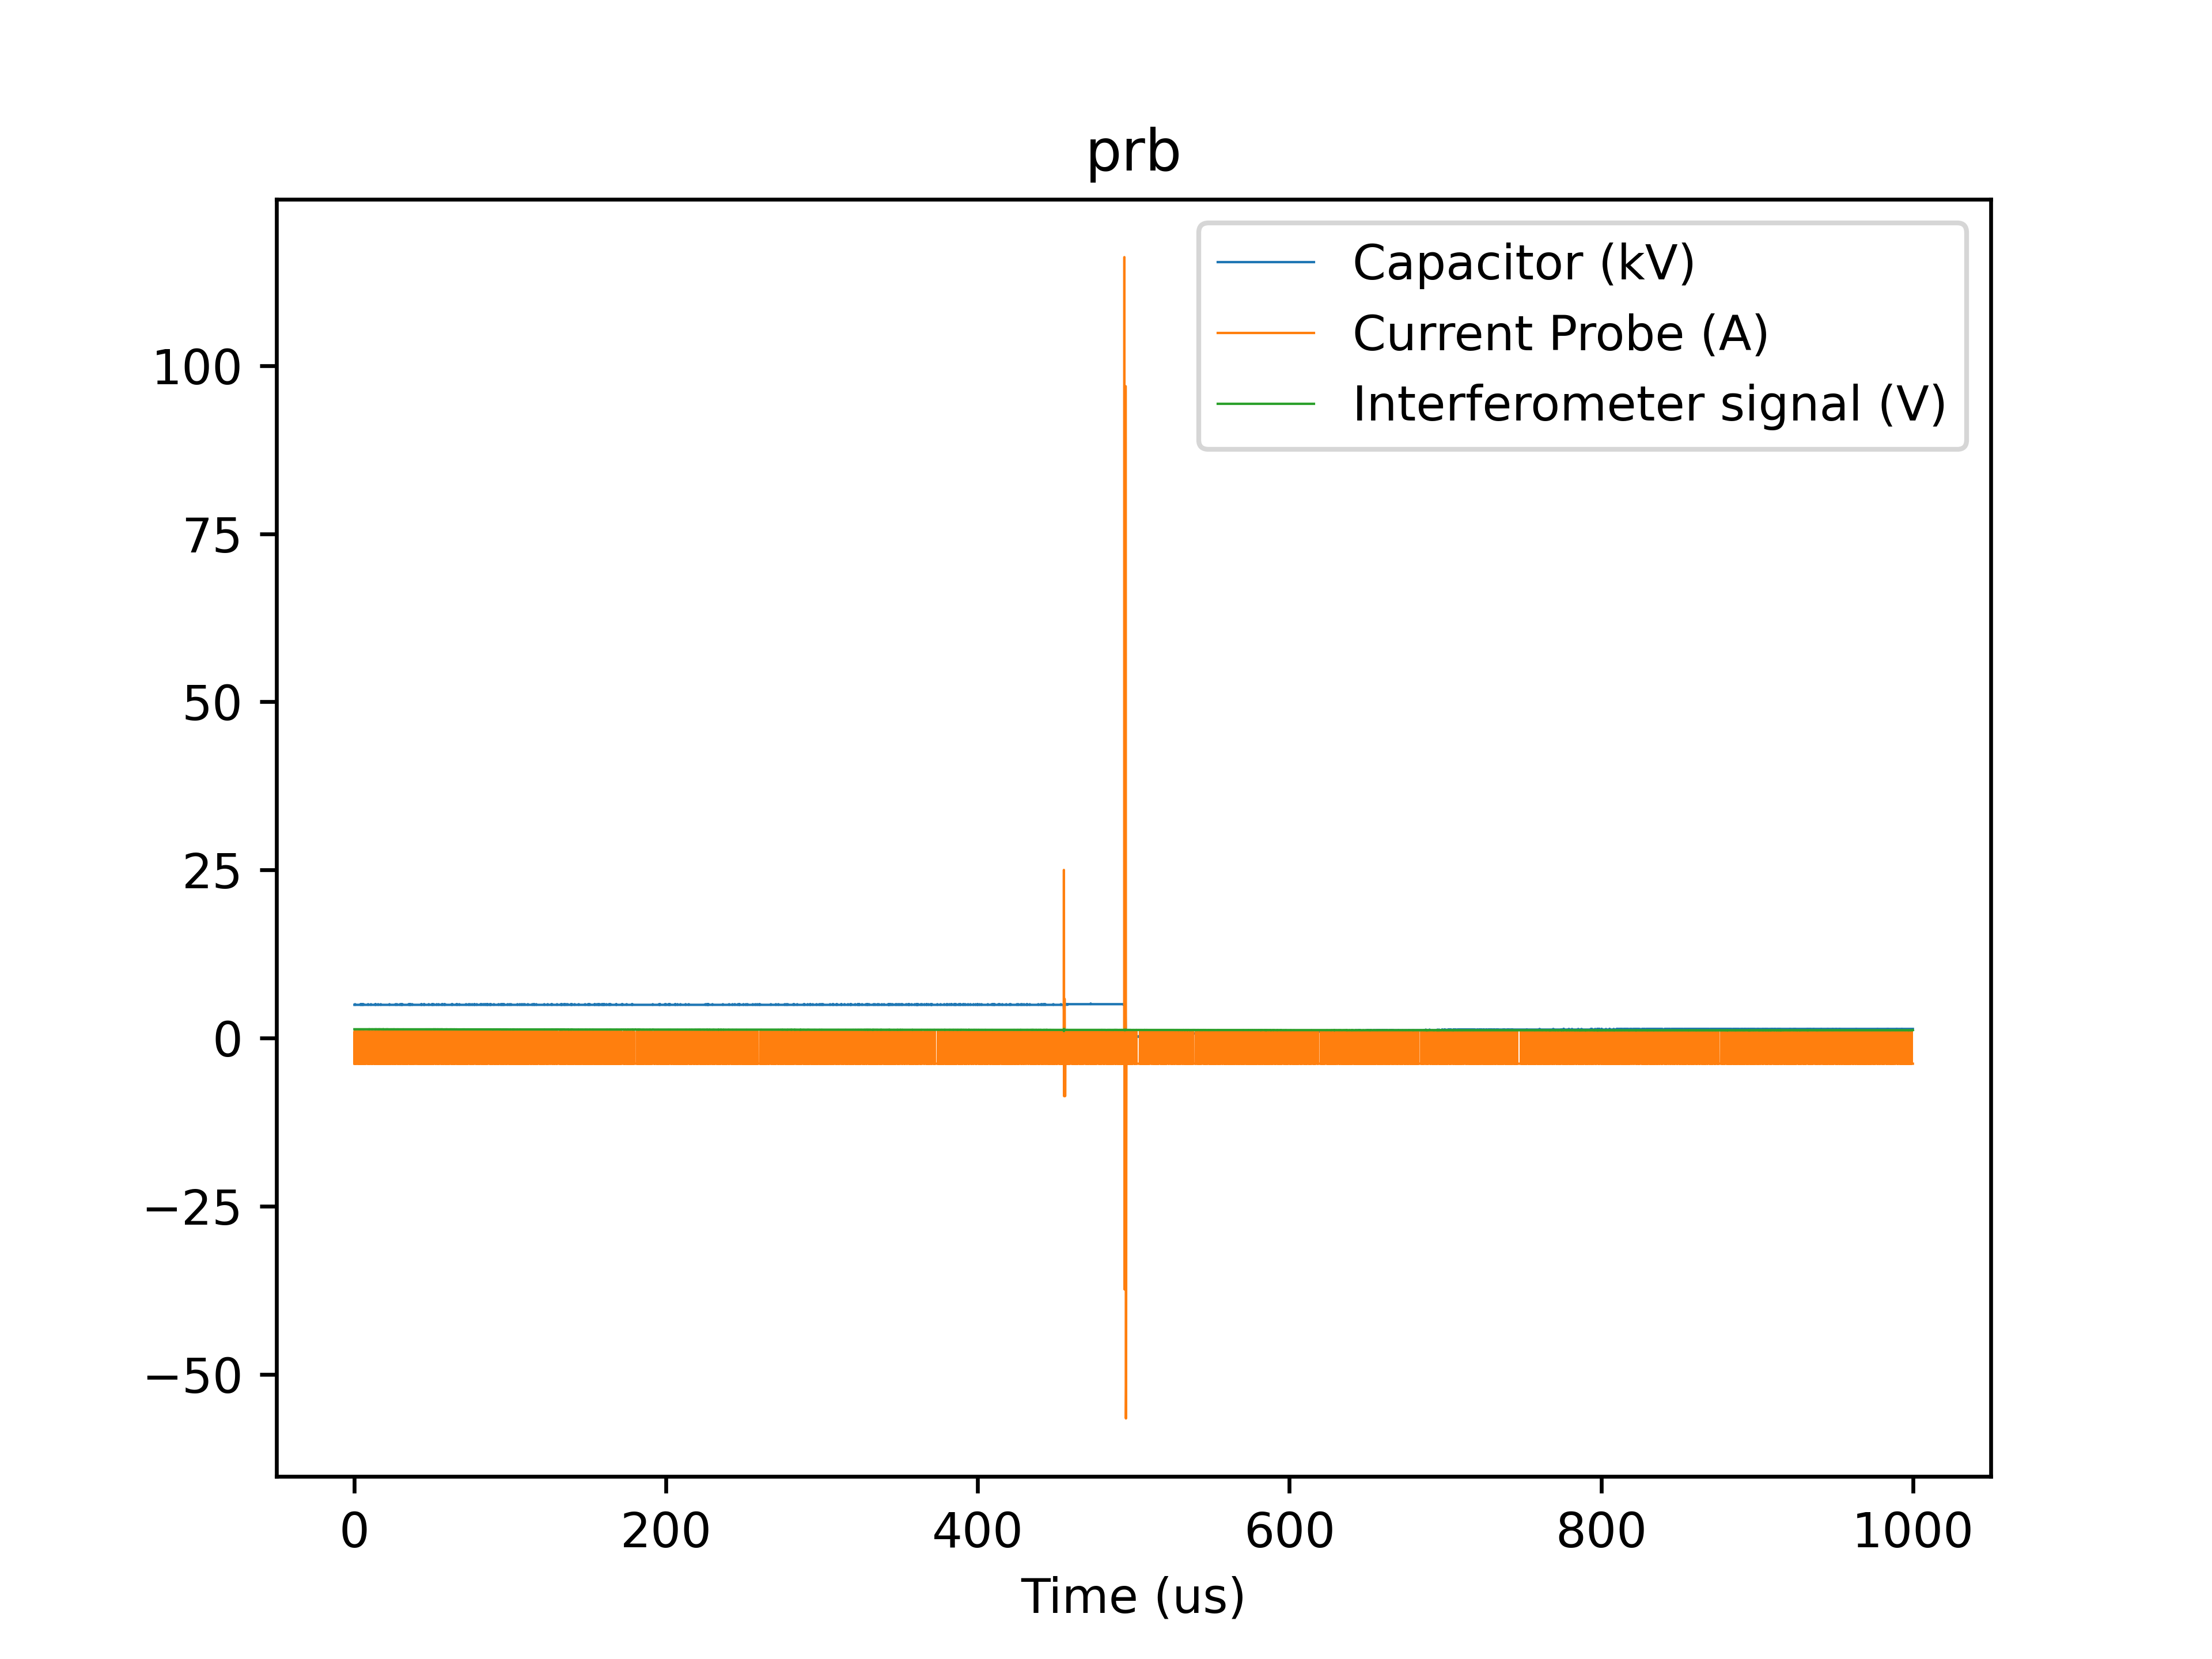 prb
Capacitor (kV)
Current Probe (A)
Interferometer signal (V)
100
75
50
25
0
−25
−50
0 200 400 600 800 1000
Time (us)